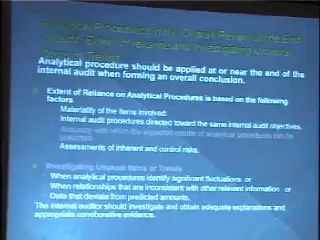 Analytical Procedures in the Overall Review at the End
of Audit, Extent of reliance and Investigating Unusual
Items or Trends
Analytical procedure should be applied at or near the end of the
internal audit when forming an overall conclusion.
Extent of Reliance on Analytical Procedures is based on the following
factors
Materiality of the items involved.
Internal audit procedures directed toward the same internal audit objectives.
Accuracy with which the expected results of analytical procedures can be
predicted.
Assessments of inherent and control risks.
Investigating Unusual Items or Trends
When analytical procedures identify significant fluctuations or
When relationships that are inconsistent with other relevant information or
Data that deviate from predicted amounts,
The internal auditor should investigate and obtain adequate explanations and
appropriate corroborative evidence.